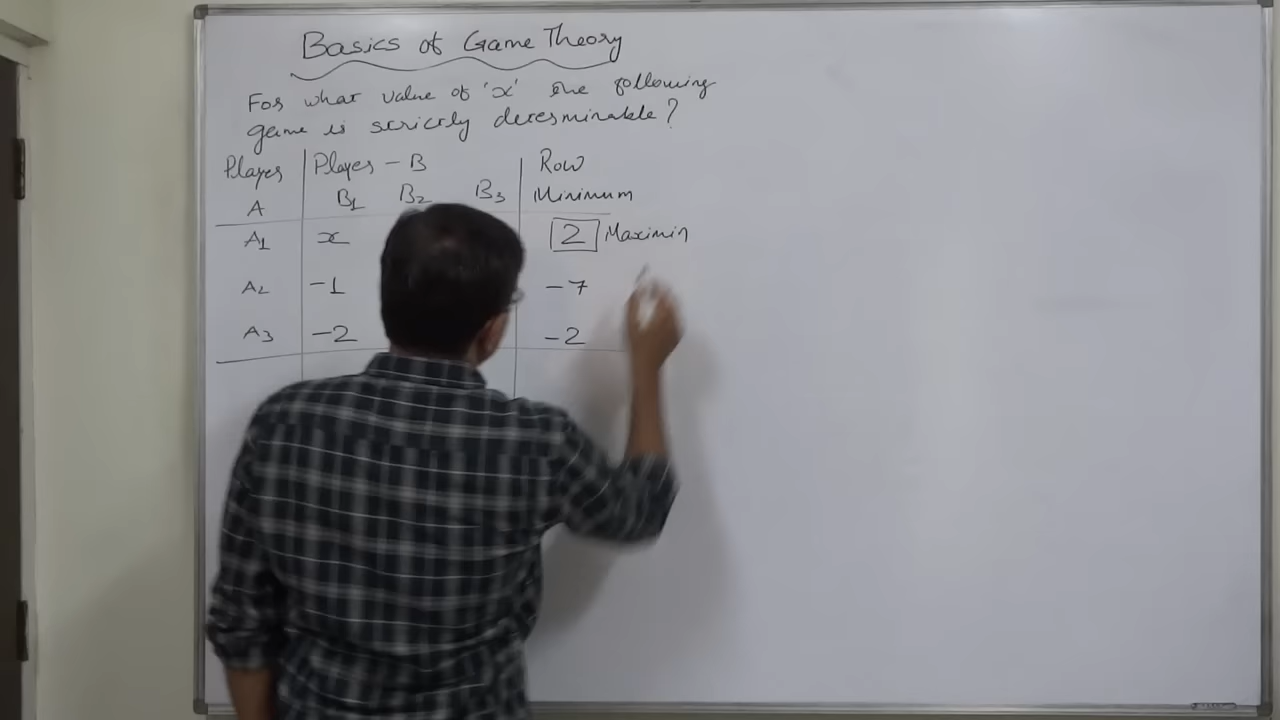 Basics of Game Theory
For what value of 'x' the following
game is strictly determinable?
Player Player - B Row
A B1 B2 B3 Minimum
A1 x 2 Maximin
A2 -1 -7
A3 -2 -2